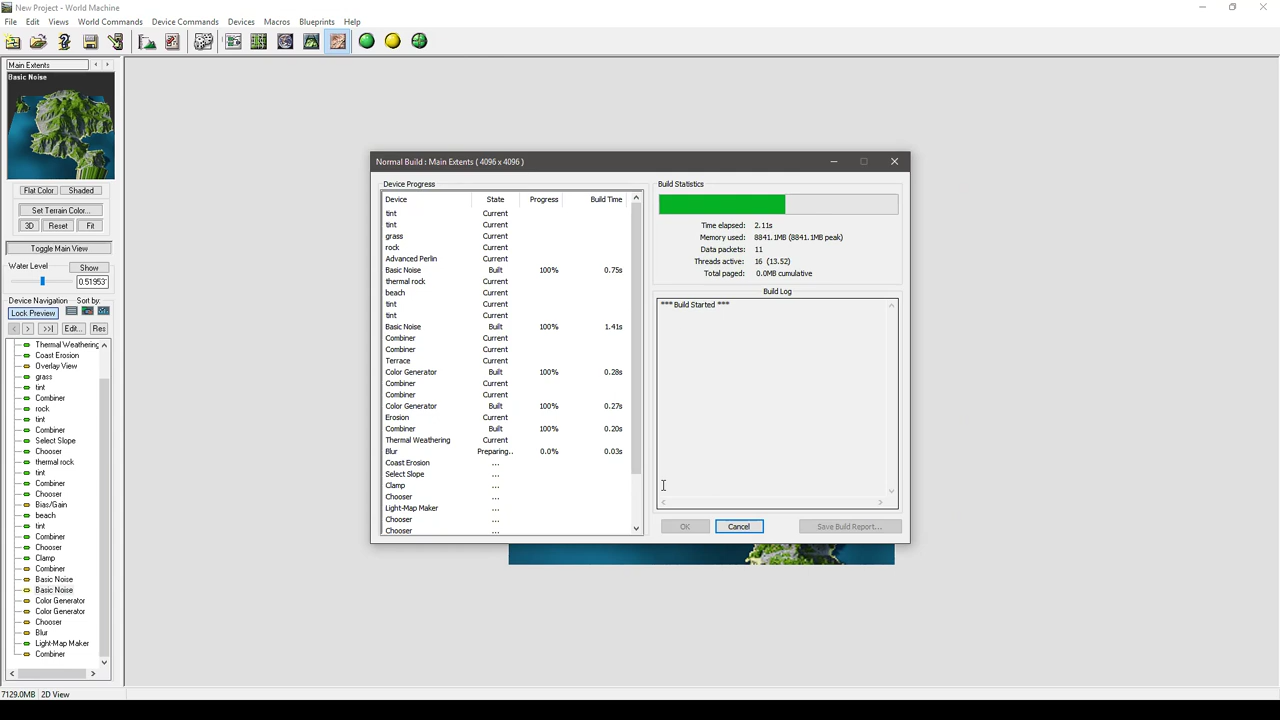 New Project - World Machine
File Edit Views World Commands Device Commands Devices Macros Blueprints Help
Main Extents
Basic Noise
Flat Color Shaded
Set Terrain Color...
3D Reset Fit
Toggle Main View
Water Level Show
0.51953
Device Navigation Sort by:
Lock Preview
< > >>| Edit... Res
Thermal Weathering
Coast Erosion
Overlay View
grass
tint
Combiner
rock
tint
Combiner
Select Slope
Chooser
thermal rock
tint
Combiner
Chooser
Bias/Gain
beach
tint
Combiner
Chooser
Clamp
Combiner
Basic Noise
Basic Noise
Color Generator
Color Generator
Chooser
Blur
Light-Map Maker
Combiner
7129.0MB 2D View
Normal Build : Main Extents ( 4096 x 4096 )
Device Progress
Device State Progress Build Time
tint Current
tint Current
grass Current
rock Current
Advanced Perlin Current
Basic Noise Built 100% 0.75s
thermal rock Current
beach Current
tint Current
tint Current
Basic Noise Built 100% 1.41s
Combiner Current
Combiner Current
Terrace Current
Color Generator Built 100% 0.28s
Combiner Current
Combiner Current
Color Generator Built 100% 0.27s
Erosion Current
Combiner Built 100% 0.20s
Thermal Weathering Current
Blur Preparing.. 0.0% 0.03s
Coast Erosion ...
Select Slope ...
Clamp ...
Chooser ...
Light-Map Maker ...
Chooser ...
Chooser ...
Build Statistics
Time elapsed: 2.11s
Memory used: 8841.1MB (8841.1MB peak)
Data packets: 11
Threads active: 16 (13.52)
Total paged: 0.0MB cumulative
Build Log
*** Build Started ***
OK Cancel Save Build Report...